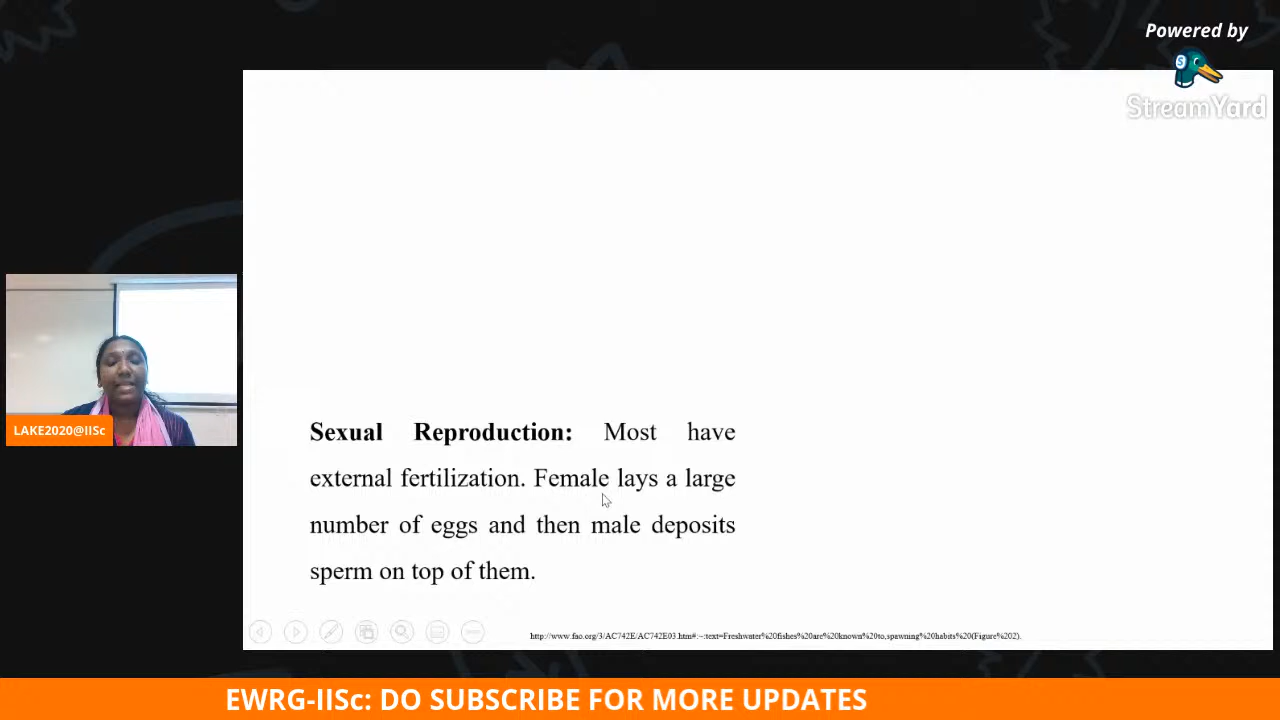 Powered by
StreamYard
Sexual Reproduction: Most have
external fertilization. Female lays a large
number of eggs and then male deposits
sperm on top of them.
LAKE2020@IISc
http://www.fao.org/3/AC742E/AC742E03.htm#:~:text=Freshwater%20fishes%20are%20known%20to,spawning%20habits%20(Figure%202).
EWRG-IISc: DO SUBSCRIBE FOR MORE UPDATES